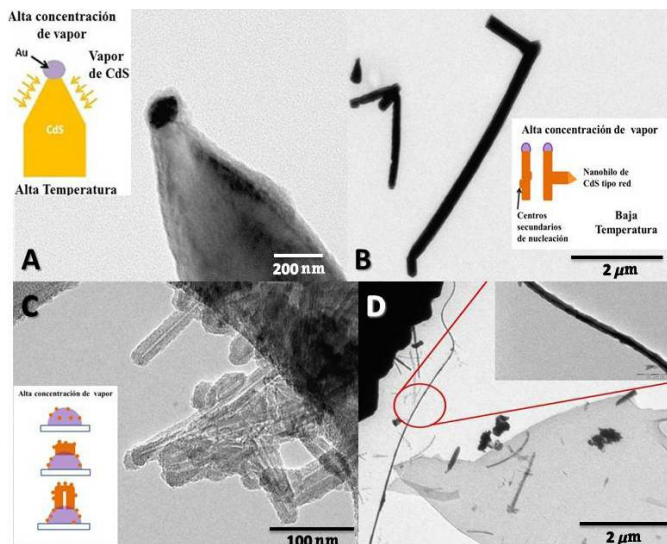 Alta concentración
de vapor
Au
Vapor
de CdS
CdS
Alta Temperatura
A
200 nm
B
Alta concentración de vapor
Nanohilo de
CdS tipo red
Centros
secundarios
de nucleación
Baja
Temperatura
2 μm
C
Alta concentración de vapor
100 nm
D
2 μm